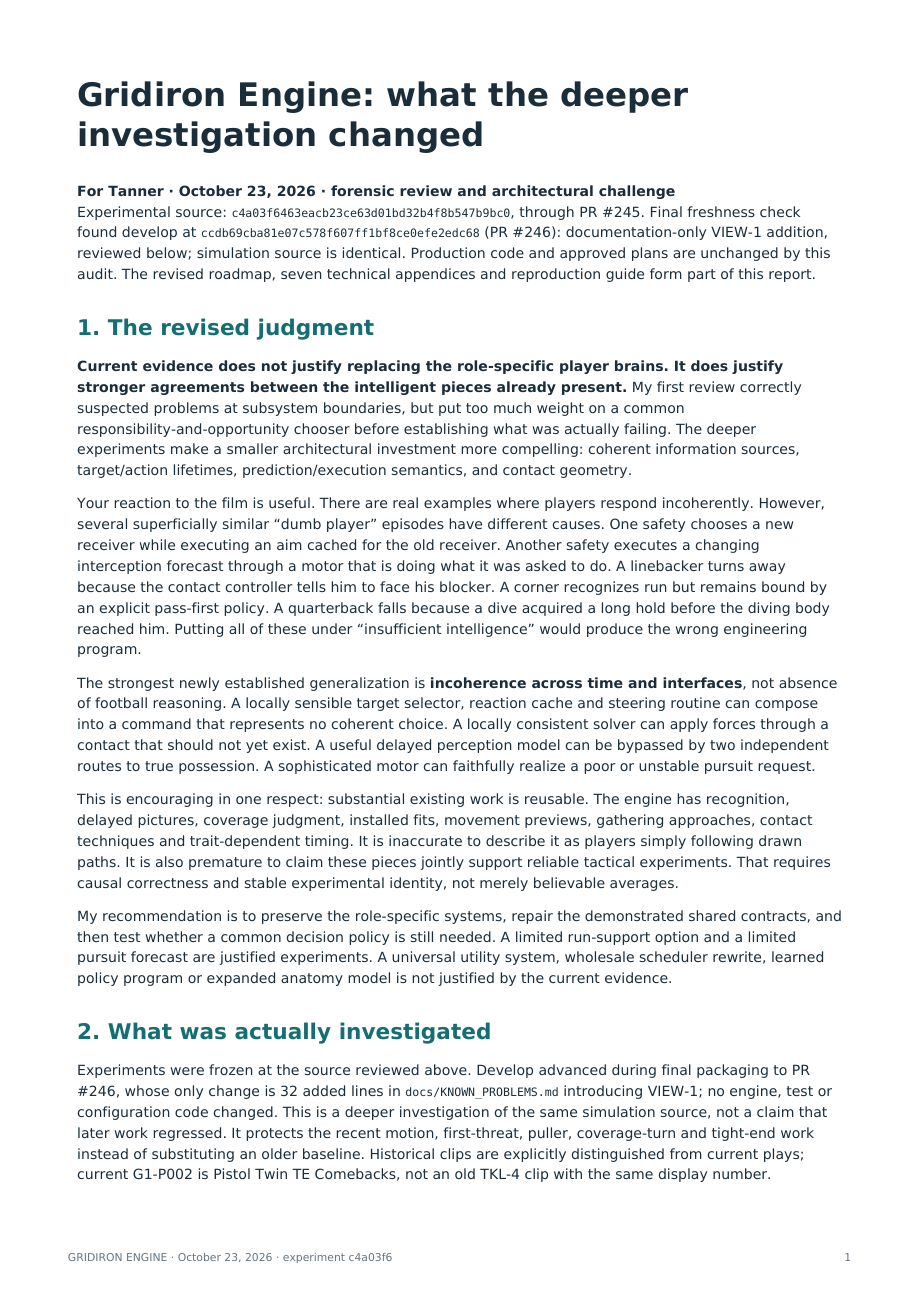 Gridiron Engine: what the deeper
investigation changed
For Tanner · October 23, 2026 · forensic review and architectural challenge
Experimental source: c4a03f6463eacb23ce63d01bd32b4f8b547b9bc0, through PR #245. Final freshness check
found develop at ccdb69cba81e07c578f607ff1bf8ce0efe2edc68 (PR #246): documentation-only VIEW-1 addition,
reviewed below; simulation source is identical. Production code and approved plans are unchanged by this
audit. The revised roadmap, seven technical appendices and reproduction guide form part of this report.
1. The revised judgment
Current evidence does not justify replacing the role-specific player brains. It does justify
stronger agreements between the intelligent pieces already present. My first review correctly
suspected problems at subsystem boundaries, but put too much weight on a common
responsibility-and-opportunity chooser before establishing what was actually failing. The deeper
experiments make a smaller architectural investment more compelling: coherent information sources,
target/action lifetimes, prediction/execution semantics, and contact geometry.
Your reaction to the film is useful. There are real examples where players respond incoherently. However,
several superficially similar “dumb player” episodes have different causes. One safety chooses a new
receiver while executing an aim cached for the old receiver. Another safety executes a changing
interception forecast through a motor that is doing what it was asked to do. A linebacker turns away
because the contact controller tells him to face his blocker. A corner recognizes run but remains bound by
an explicit pass-first policy. A quarterback falls because a dive acquired a long hold before the diving body
reached him. Putting all of these under “insufficient intelligence” would produce the wrong engineering
program.
The strongest newly established generalization is incoherence across time and interfaces, not absence
of football reasoning. A locally sensible target selector, reaction cache and steering routine can compose
into a command that represents no coherent choice. A locally consistent solver can apply forces through a
contact that should not yet exist. A useful delayed perception model can be bypassed by two independent
routes to true possession. A sophisticated motor can faithfully realize a poor or unstable pursuit request.
This is encouraging in one respect: substantial existing work is reusable. The engine has recognition,
delayed pictures, coverage judgment, installed fits, movement previews, gathering approaches, contact
techniques and trait-dependent timing. It is inaccurate to describe it as players simply following drawn
paths. It is also premature to claim these pieces jointly support reliable tactical experiments. That requires
causal correctness and stable experimental identity, not merely believable averages.
My recommendation is to preserve the role-specific systems, repair the demonstrated shared contracts, and
then test whether a common decision policy is still needed. A limited run-support option and a limited
pursuit forecast are justified experiments. A universal utility system, wholesale scheduler rewrite, learned
policy program or expanded anatomy model is not justified by the current evidence.
2. What was actually investigated
Experiments were frozen at the source reviewed above. Develop advanced during final packaging to PR
#246, whose only change is 32 added lines in docs/KNOWN_PROBLEMS.md introducing VIEW-1; no engine, test or
configuration code changed. This is a deeper investigation of the same simulation source, not a claim that
later work regressed. It protects the recent motion, first-threat, puller, coverage-turn and tight-end work
instead of substituting an older baseline. Historical clips are explicitly distinguished from current plays;
current G1-P002 is Pistol Twin TE Comebacks, not an old TKL-4 clip with the same display number.
GRIDIRON ENGINE · October 23, 2026 · experiment c4a03f6
1